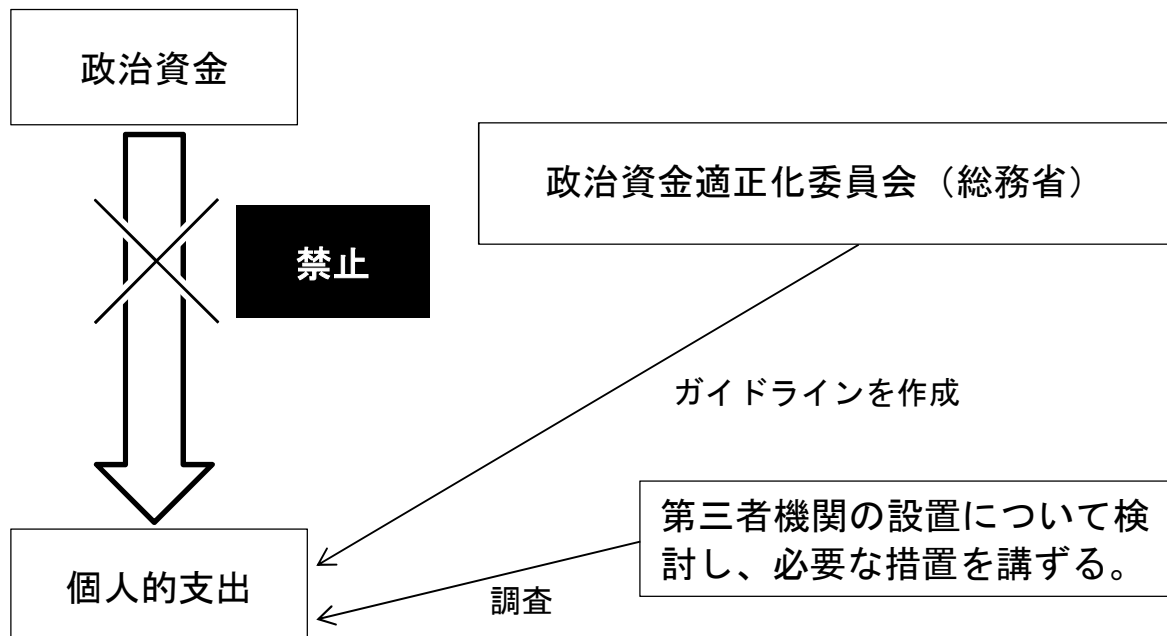 政治資金
政治資金適正化委員会（総務省）
禁止
ガイドラインを作成
第三者機関の設置について検
討し、必要な措置を講ずる。
個人的支出
調査